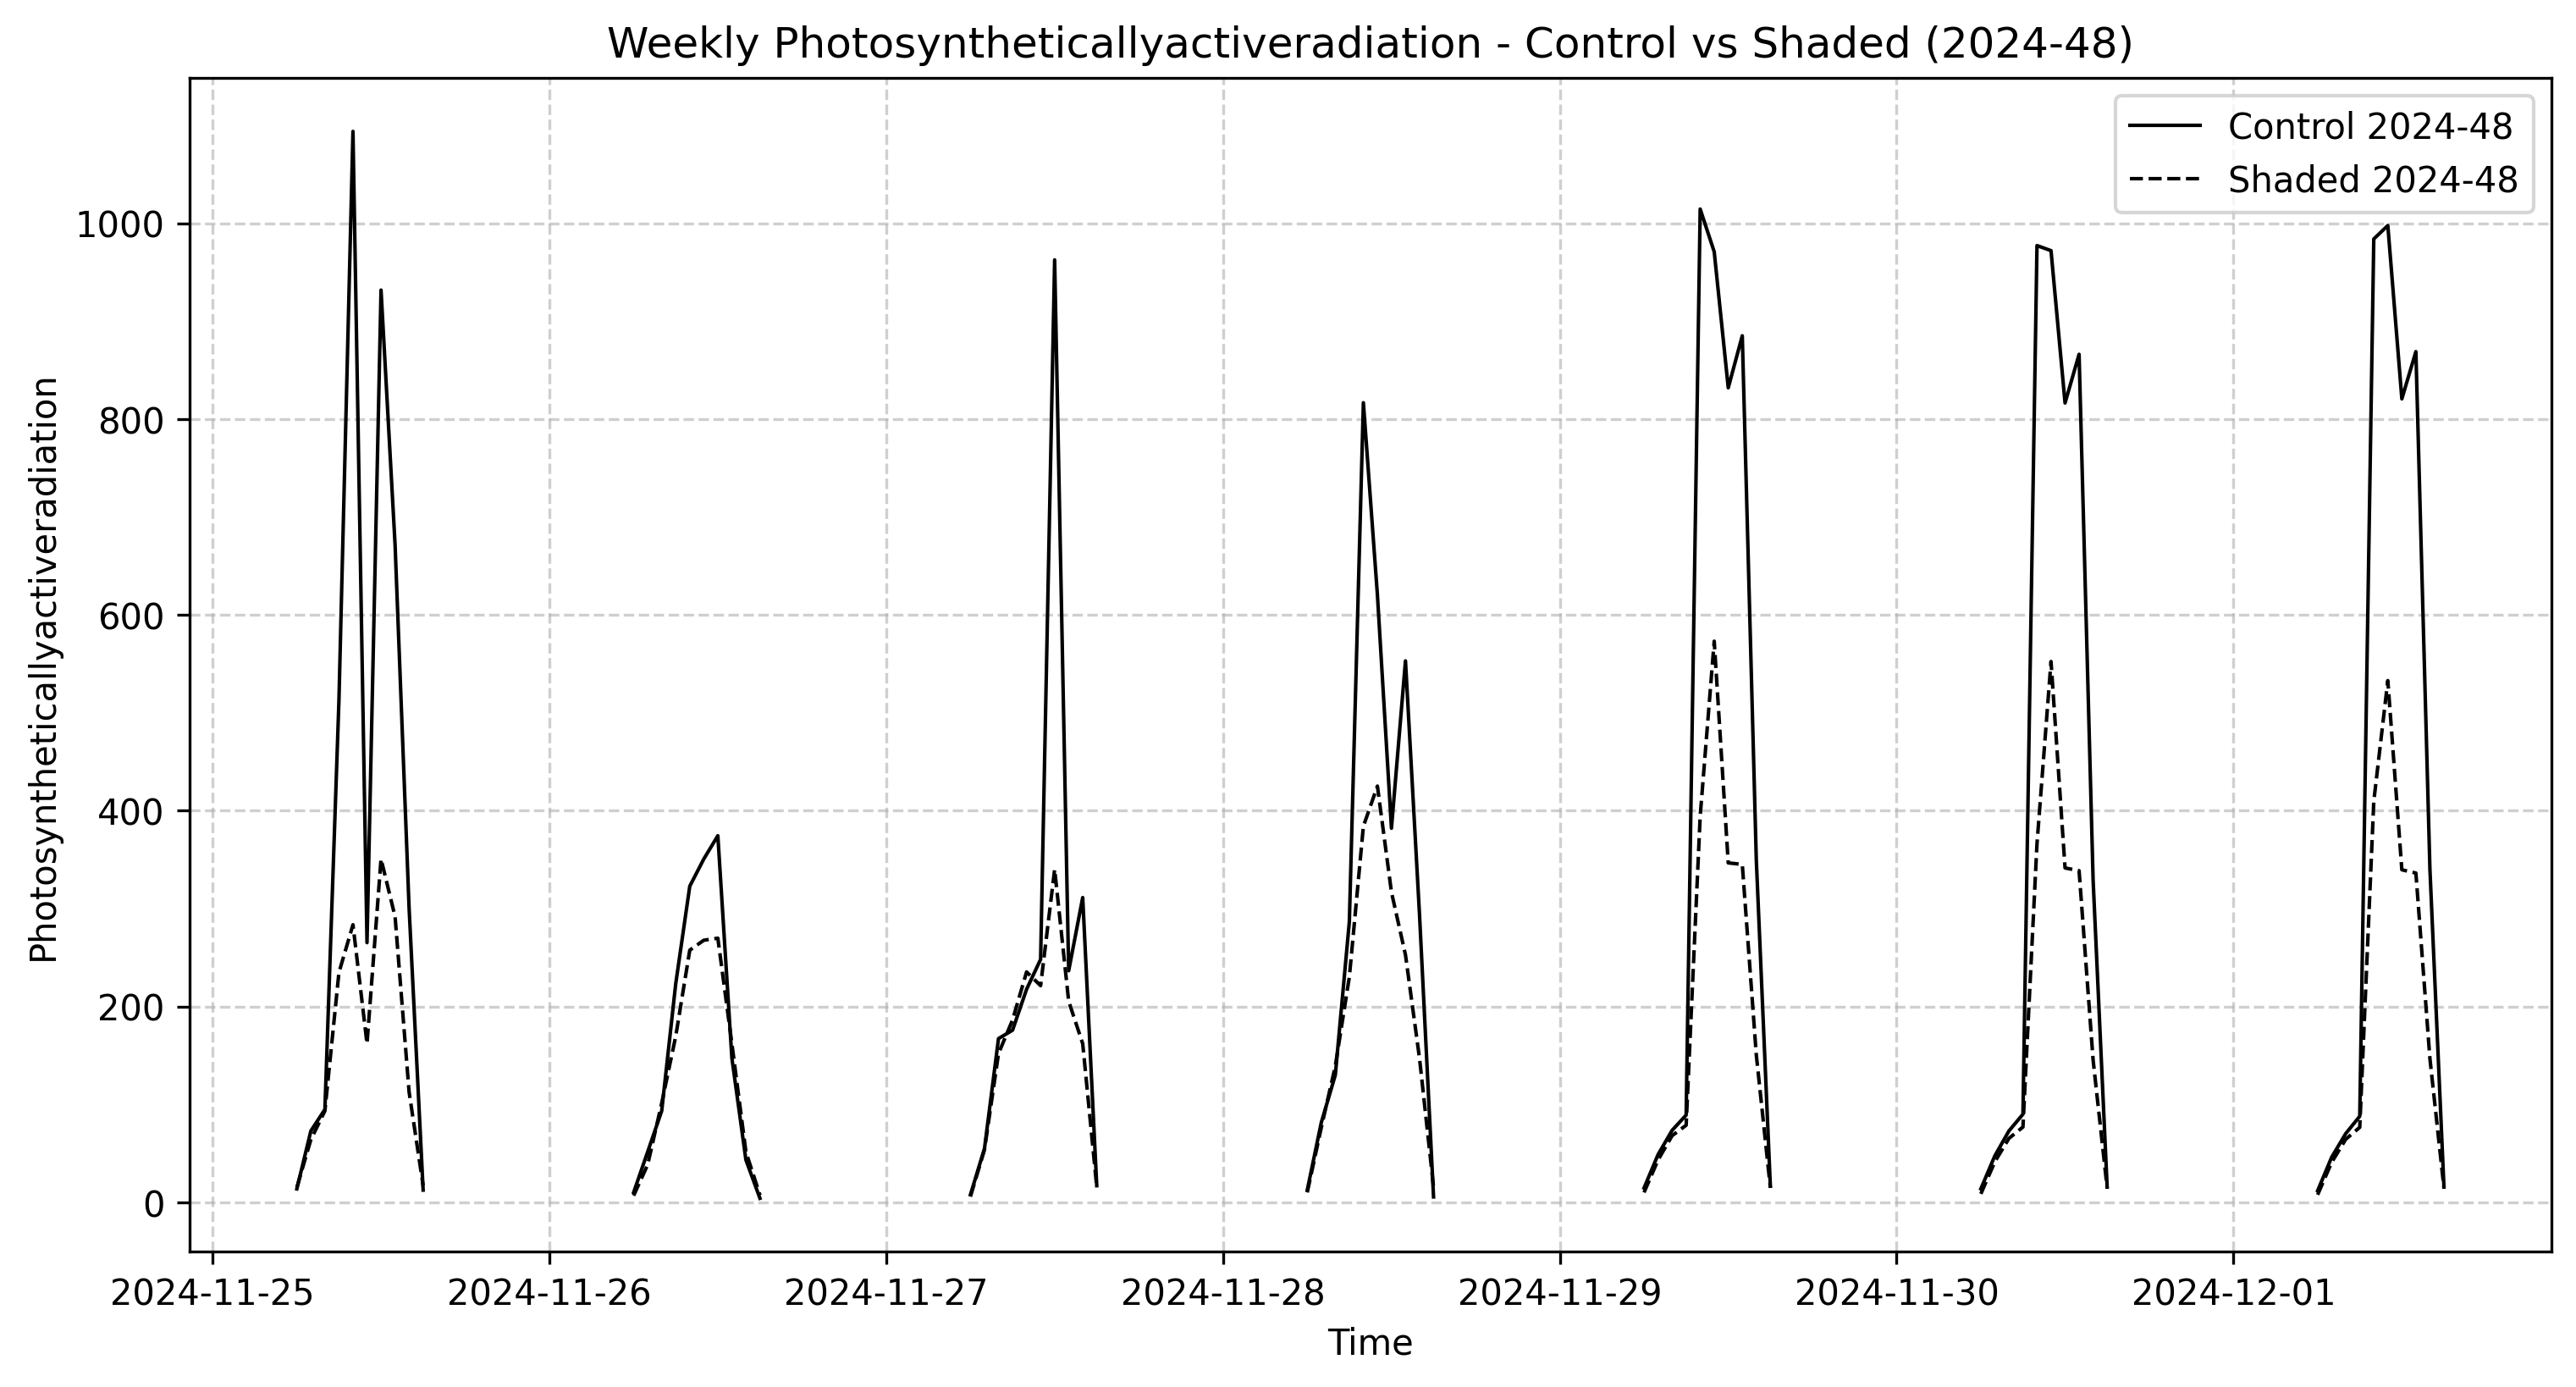 Weekly Photosyntheticallyactiveradiation - Control vs Shaded (2024-48)
Control 2024-48
Shaded 2024-48
Photosyntheticallyactiveradiation
1000
800
600
400
200
0
2024-11-25 2024-11-26 2024-11-27 2024-11-28 2024-11-29 2024-11-30 2024-12-01
Time